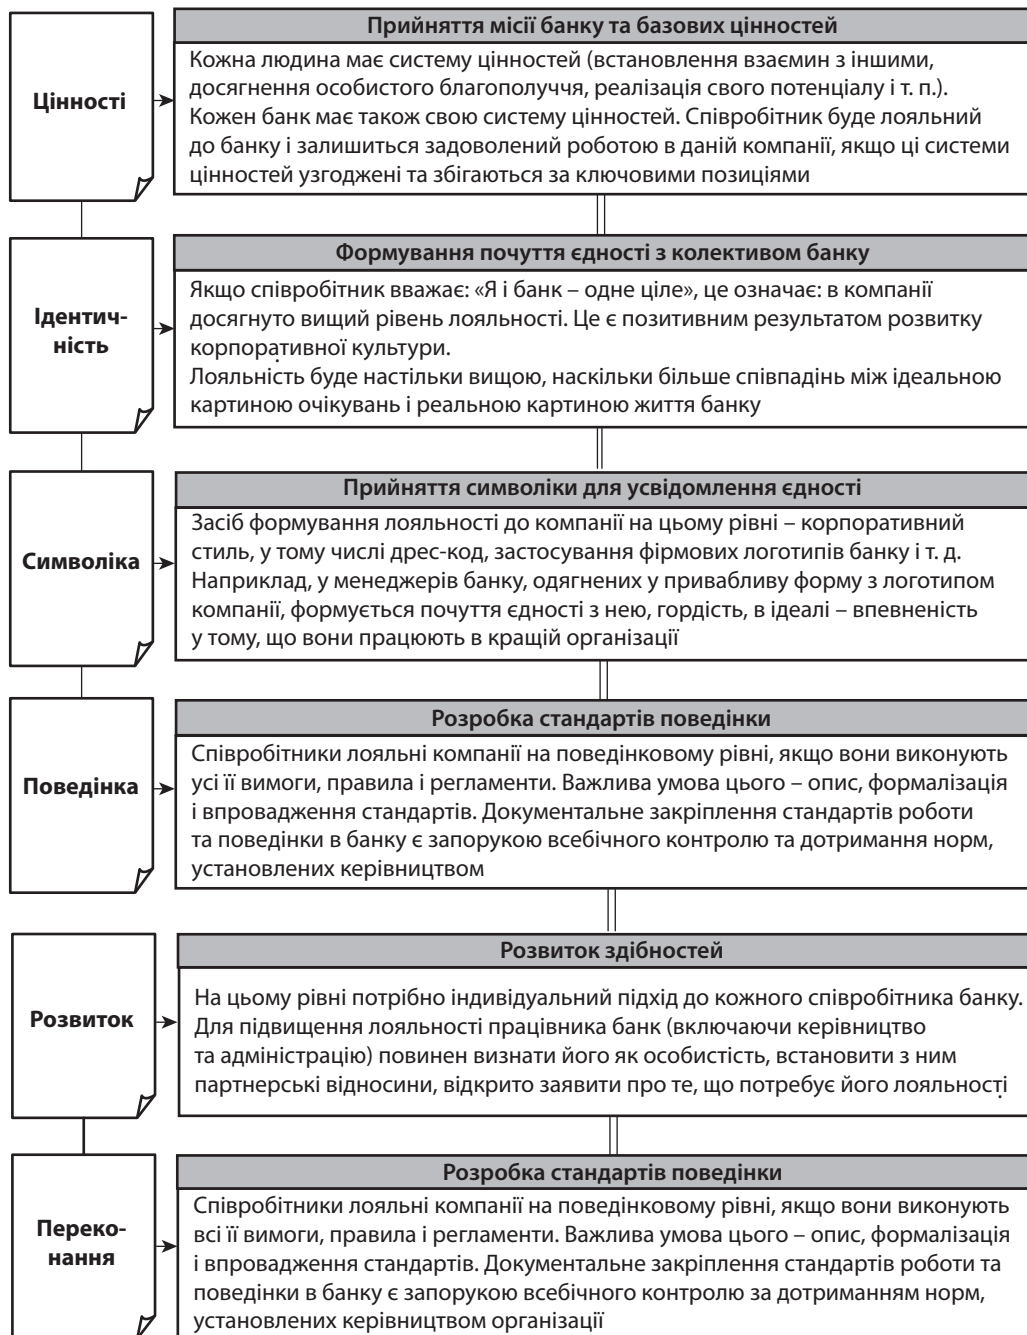 Прийняття місії банку та базових цінностей
Цінності
Кожна людина має систему цінностей (встановлення взаємин з іншими,
досягнення особистого благополуччя, реалізація свого потенціалу і т. п.).
Кожен банк має також свою систему цінностей. Співробітник буде лояльний
до банку і залишиться задоволений роботою в даній компанії, якщо ці системи
цінностей узгоджені та збігаються за ключовими позиціями
Формування почуття єдності з колективом банку
Ідентич-
ність
Якщо співробітник вважає: «Я і банк – одне ціле», це означає: в компанії
досягнуто вищий рівень лояльності. Це є позитивним результатом розвитку
корпоративної культури.
Лояльність буде настільки вищою, наскільки більше співпадінь між ідеальною
картиною очікувань і реальною картиною життя банку
Прийняття символіки для усвідомлення єдності
Символіка
Засіб формування лояльності до компанії на цьому рівні – корпоративний
стиль, у тому числі дрес-код, застосування фірмових логотипів банку і т. д.
Наприклад, у менеджерів банку, одягнених у привабливу форму з логотипом
компанії, формується почуття єдності з нею, гордість, в ідеалі – впевненість
у тому, що вони працюють в кращій організації
Розробка стандартів поведінки
Поведінка
Співробітники лояльні компанії на поведінковому рівні, якщо вони виконують
усі її вимоги, правила і регламенти. Важлива умова цього – опис, формалізація
і впровадження стандартів. Документальне закріплення стандартів роботи
та поведінки в банку є запорукою всебічного контролю та дотримання норм,
установлених керівництвом
Розвиток здібностей
Розвиток
На цьому рівні потрібно індивідуальний підхід до кожного співробітника банку.
Для підвищення лояльності працівника банк (включаючи керівництво
та адміністрацію) повинен визнати його як особистість, встановити з ним
партнерські відносини, відкрито заявити про те, що потребує його лояльності
Розробка стандартів поведінки
Переко-
нання
Співробітники лояльні компанії на поведінковому рівні, якщо вони виконують
всі її вимоги, правила і регламенти. Важлива умова цього – опис, формалізація
і впровадження стандартів. Документальне закріплення стандартів роботи та
поведінки в банку є запорукою всебічного контролю за дотриманням норм,
установлених керівництвом організації